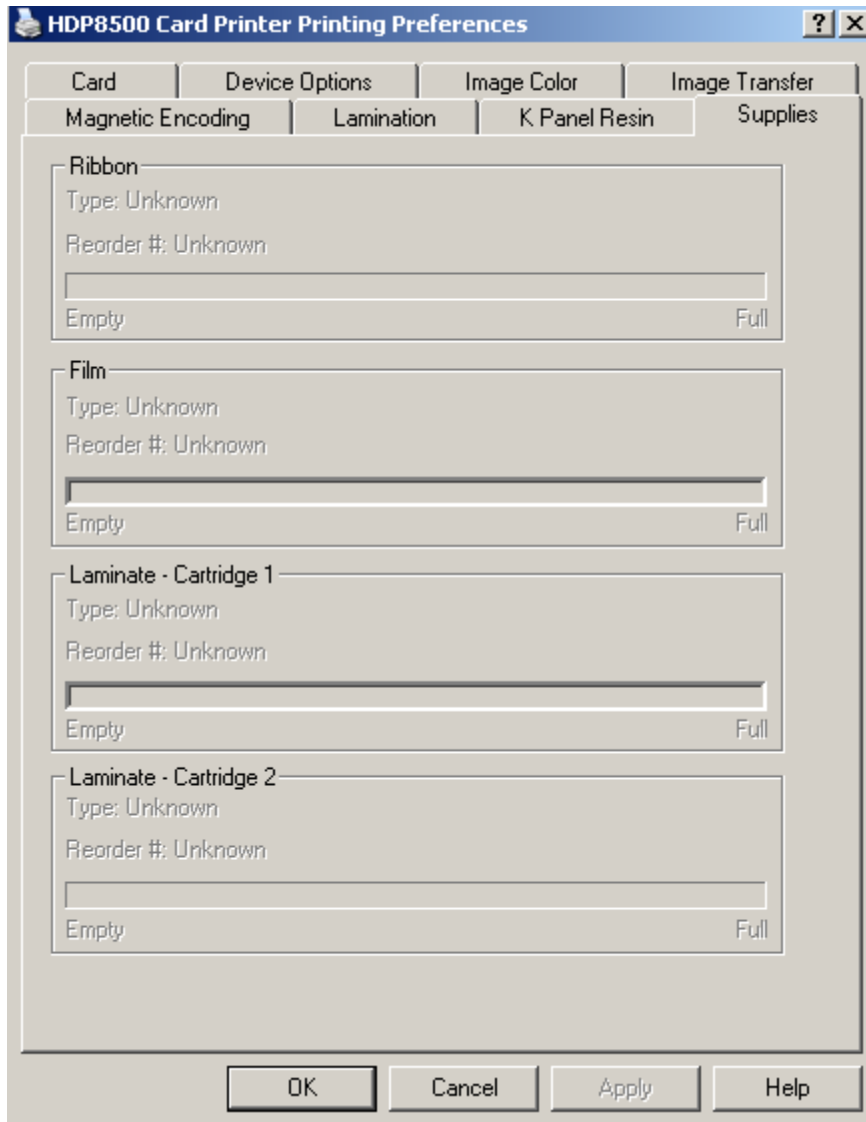 HDP8500 Card Printer Printing Preferences
Card Device Options Image Color Image Transfer
Magnetic Encoding Lamination K Panel Resin Supplies
Ribbon
Type: Unknown
Reorder #: Unknown
Empty Full
Film
Type: Unknown
Reorder #: Unknown
Empty Full
Laminate - Cartridge 1
Type: Unknown
Reorder #: Unknown
Empty Full
Laminate - Cartridge 2
Type: Unknown
Reorder #: Unknown
Empty Full
OK Cancel Apply Help